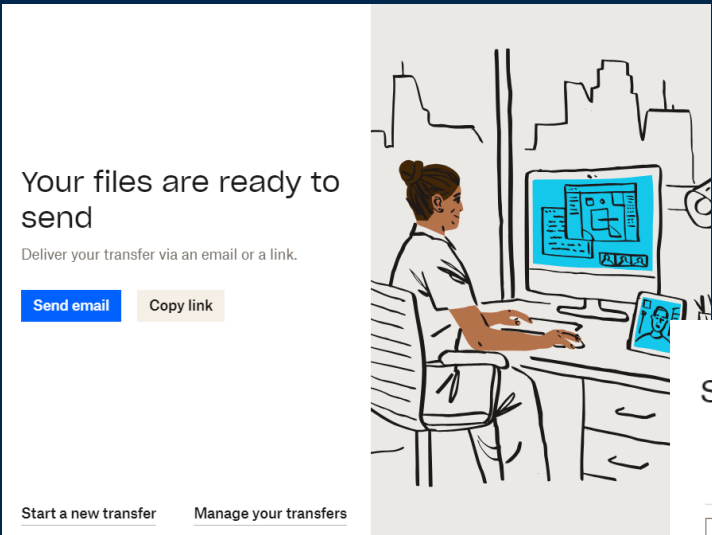 Your files are ready to
send
Deliver your transfer via an email or a link.
Send email
Copy link
S
Start a new transfer
Manage your transfers